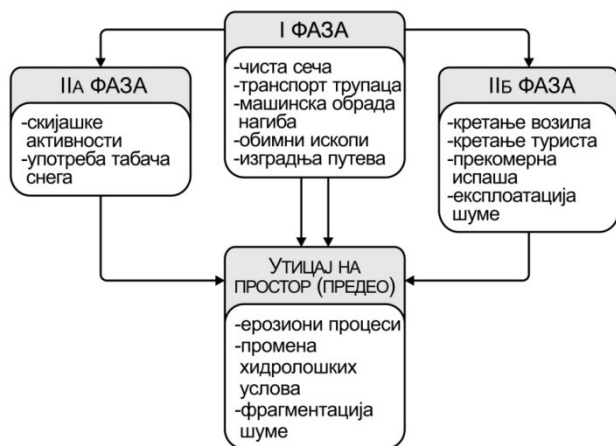 I ФАЗА
-чиста сеча
-транспорт трупаца
-машинска обрада
нагиба
-обимни ископи
-изградња путева
IIА ФАЗА
-скијашке
активности
-употреба табача
снега
IIБ ФАЗА
-кретање возила
-кретање туриста
-прекомерна
испаша
-експлоатација
шуме
Утицај на
простор (предео)
-ерозиони процеси
-промена
хидролошких
услова
-фрагментација
шуме